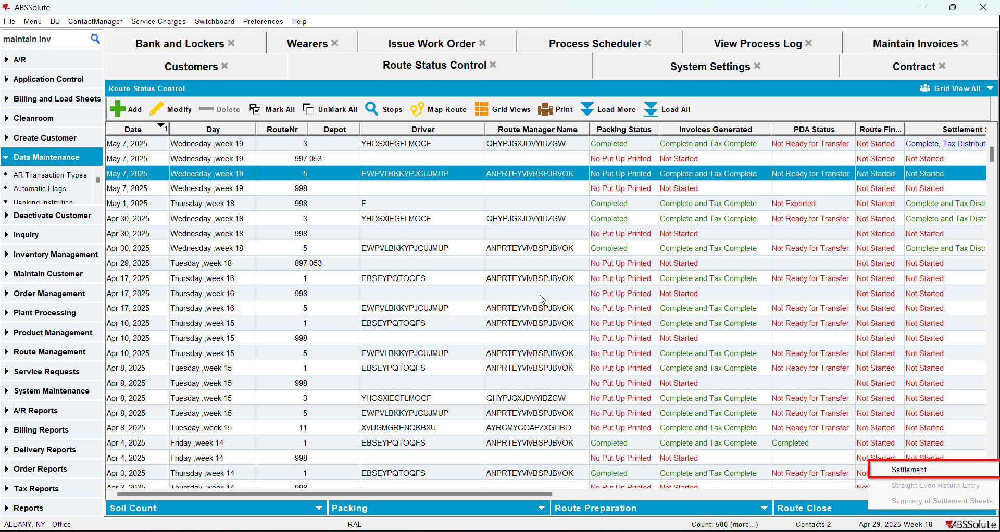 ABSSolute
File Menu BU ContactManager Service Charges Switchboard Preferences Help
maintain inv
Bank and Lockers Wearers Issue Work Order Process Scheduler View Process Log Maintain Invoices
Customers Route Status Control System Settings Contract
Route Status Control Grid View All
Add Modify Delete Mark All UnMark All Stops Map Route Grid Views Print Load More Load All
A/R
Application Control
Billing and Load Sheets
Cleanroom
Create Customer
Data Maintenance
AR Transaction Types
Automatic Flags
Banking Institution
Deactivate Customer
Inquiry
Inventory Management
Maintain Customer
Order Management
Plant Processing
Product Management
Route Management
Service Requests
System Maintenance
A/R Reports
Billing Reports
Delivery Reports
Order Reports
Tax Reports
Reports
Date 1 Day RouteNr Depot Driver Route Manager Name Packing Status Invoices Generated PDA Status Route Fin... Settlement
May 7, 2025 Wednesday ,week 19 3 YHOSXIEGFLMOCF QHYPJGXJDVYIDZGW Completed Complete and Tax Complete Not Ready for Transfer Not Started Complete, Tax Distribut
May 7, 2025 Wednesday ,week 19 997 053 No Put Up Printed Not Started Not Started Not Started
May 7, 2025 Wednesday ,week 19 5 EWPVLBKKYPJCUJMUP ANPRTEYVIVBSPJBVOK No Put Up Printed Complete and Tax Complete Not Ready for Transfer Not Started Not Started
May 7, 2025 Wednesday ,week 19 998 No Put Up Printed Not Started Not Started Not Started
May 1, 2025 Thursday ,week 18 998 F Completed Complete and Tax Complete Not Exported Not Started Complete and Tax Distr
Apr 30, 2025 Wednesday ,week 18 3 YHOSXIEGFLMOCF QHYPJGXJDVYIDZGW Completed Complete and Tax Complete Not Ready for Transfer Not Started Complete and Tax Distr
Apr 30, 2025 Wednesday ,week 18 998 No Put Up Printed Not Started Not Started Not Started
Apr 30, 2025 Wednesday ,week 18 5 EWPVLBKKYPJCUJMUP ANPRTEYVIVBSPJBVOK Completed Complete and Tax Complete Not Ready for Transfer Not Started Complete and Tax Distr
Apr 29, 2025 Tuesday ,week 18 897 053 No Put Up Printed Not Started Not Started Not Started
Apr 17, 2025 Thursday ,week 16 1 EBSEYPQTOQFS ANPRTEYVIVBSPJBVOK No Put Up Printed Complete and Tax Complete Not Ready for Transfer Not Started Not Started
Apr 17, 2025 Thursday ,week 16 998 No Put Up Printed Not Started Not Started Not Started
Apr 17, 2025 Thursday ,week 16 5 EWPVLBKKYPJCUJMUP ANPRTEYVIVBSPJBVOK No Put Up Printed Complete and Tax Complete Not Ready for Transfer Not Started Not Started
Apr 10, 2025 Thursday ,week 15 1 EBSEYPQTOQFS ANPRTEYVIVBSPJBVOK No Put Up Printed Complete and Tax Complete Not Ready for Transfer Not Started Not Started
Apr 10, 2025 Thursday ,week 15 998 No Put Up Printed Not Started Not Started Not Started
Apr 10, 2025 Thursday ,week 15 5 EWPVLBKKYPJCUJMUP ANPRTEYVIVBSPJBVOK No Put Up Printed Complete and Tax Complete Not Ready for Transfer Not Started Not Started
Apr 8, 2025 Tuesday ,week 15 1 EBSEYPQTOQFS ANPRTEYVIVBSPJBVOK No Put Up Printed Complete and Tax Complete Not Ready for Transfer Not Started Not Started
Apr 8, 2025 Tuesday ,week 15 998 No Put Up Printed Not Started Not Started Not Started
Apr 8, 2025 Tuesday ,week 15 3 YHOSXIEGFLMOCF QHYPJGXJDVYIDZGW No Put Up Printed Complete and Tax Complete Not Ready for Transfer Not Started Not Started
Apr 8, 2025 Tuesday ,week 15 5 EWPVLBKKYPJCUJMUP ANPRTEYVIVBSPJBVOK No Put Up Printed Complete and Tax Complete Not Ready for Transfer Not Started Not Started
Apr 8, 2025 Tuesday ,week 15 11 XVIJGMGRENQKBXU AYRCMYCOAPZXGLIBO No Put Up Printed Complete and Tax Complete Not Ready for Transfer Not Started Not Started
Apr 4, 2025 Friday ,week 14 1 EBSEYPQTOQFS ANPRTEYVIVBSPJBVOK Completed Complete and Tax Complete Completed Not Started Not Started
Apr 4, 2025 Friday ,week 14 998 No Put Up Printed Not Started Not Started Not Started
Apr 3, 2025 Thursday ,week 14 1 EBSEYPQTOQFS ANPRTEYVIVBSPJBVOK Completed Complete and Tax Complete Not Ready for Transfer Not
Apr 3, 2025 Thursday ,week 14 998 No Put Up Printed Not Started Not
Settlement
Straight Even Return Entry
Summary of Settlement Sheets
Soil Count Packing Route Preparation Route Close
ALBANY, NY - Office RAL Count: 500 (more...) Contacts 2 Apr 29, 2025 Week 18 ABSSolute